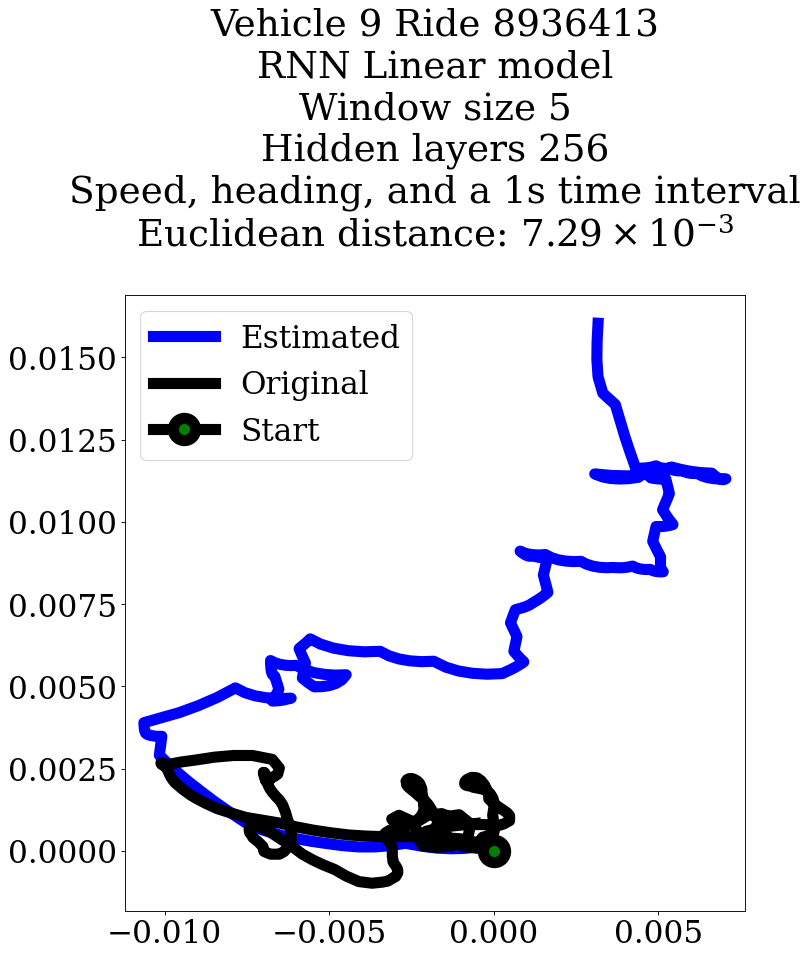 Vehicle 9 Ride 8936413
RNN Linear model
Window size 5
Hidden layers 256
Speed, heading, and a 1s time interval
Euclidean distance: 7.29 × 10⁻³
Estimated
Original
Start
0.0150
0.0125
0.0100
0.0075
0.0050
0.0025
0.0000
−0.010 −0.005 0.000 0.005